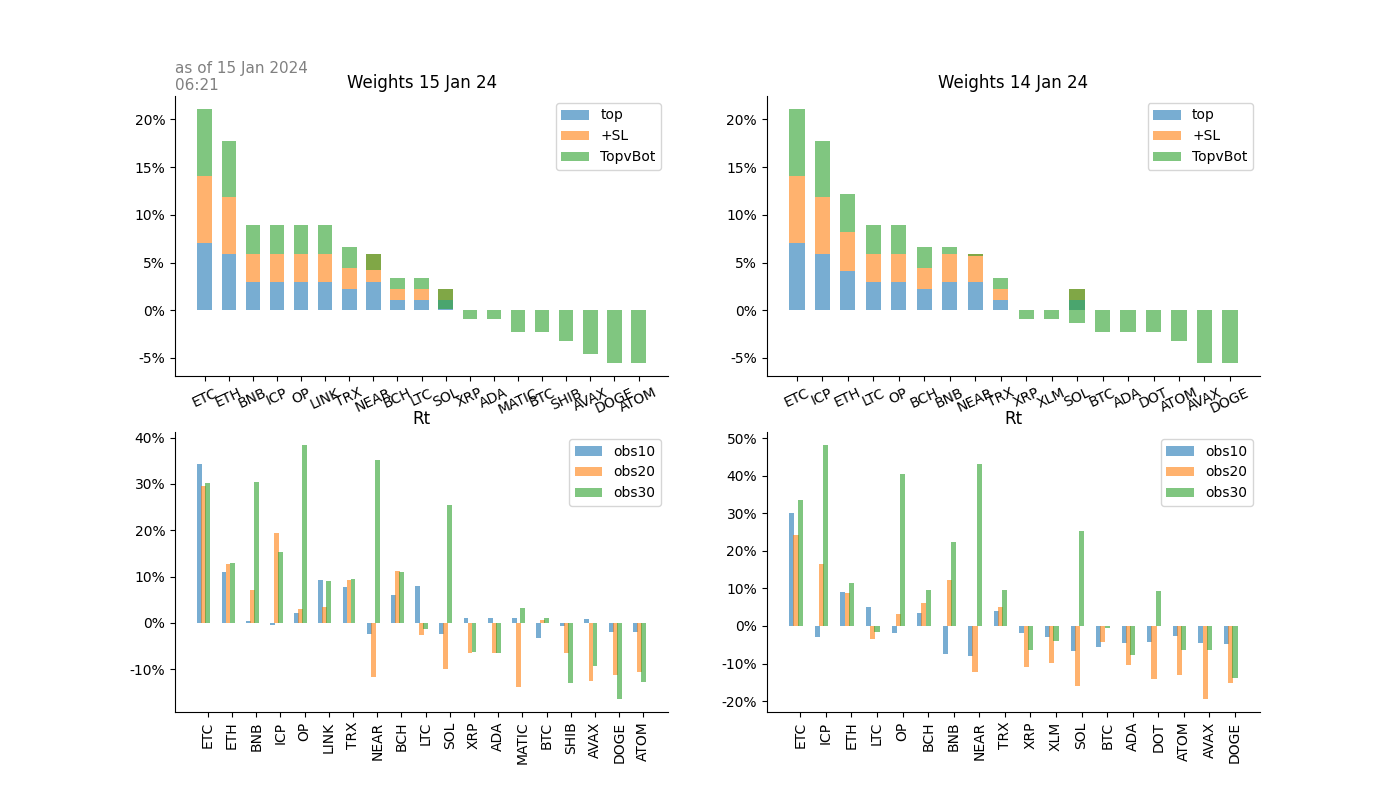 as of 15 Jan 2024
06:21
Weights 15 Jan 24
20%
15%
10%
5%
0%
-5%
top
+SL
TopvBot
ETC ETH BNB ICP OP LINK TRX NEAR BCH LTC SOL XRP ADA MATIC BTC SHIB AVAX DOGE ATOM
Weights 14 Jan 24
20%
15%
10%
5%
0%
-5%
top
+SL
TopvBot
ETC ICP ETH LTC OP BCH BNB NEAR TRX XRP XLM SOL BTC ADA DOT ATOM AVAX DOGE
Rt
40%
30%
20%
10%
0%
-10%
obs10
obs20
obs30
ETC ETH BNB ICP OP LINK TRX NEAR BCH LTC SOL XRP ADA MATIC BTC SHIB AVAX DOGE ATOM
Rt
50%
40%
30%
20%
10%
0%
-10%
-20%
obs10
obs20
obs30
ETC ICP ETH LTC OP BCH BNB NEAR TRX XRP XLM SOL BTC ADA DOT ATOM AVAX DOGE